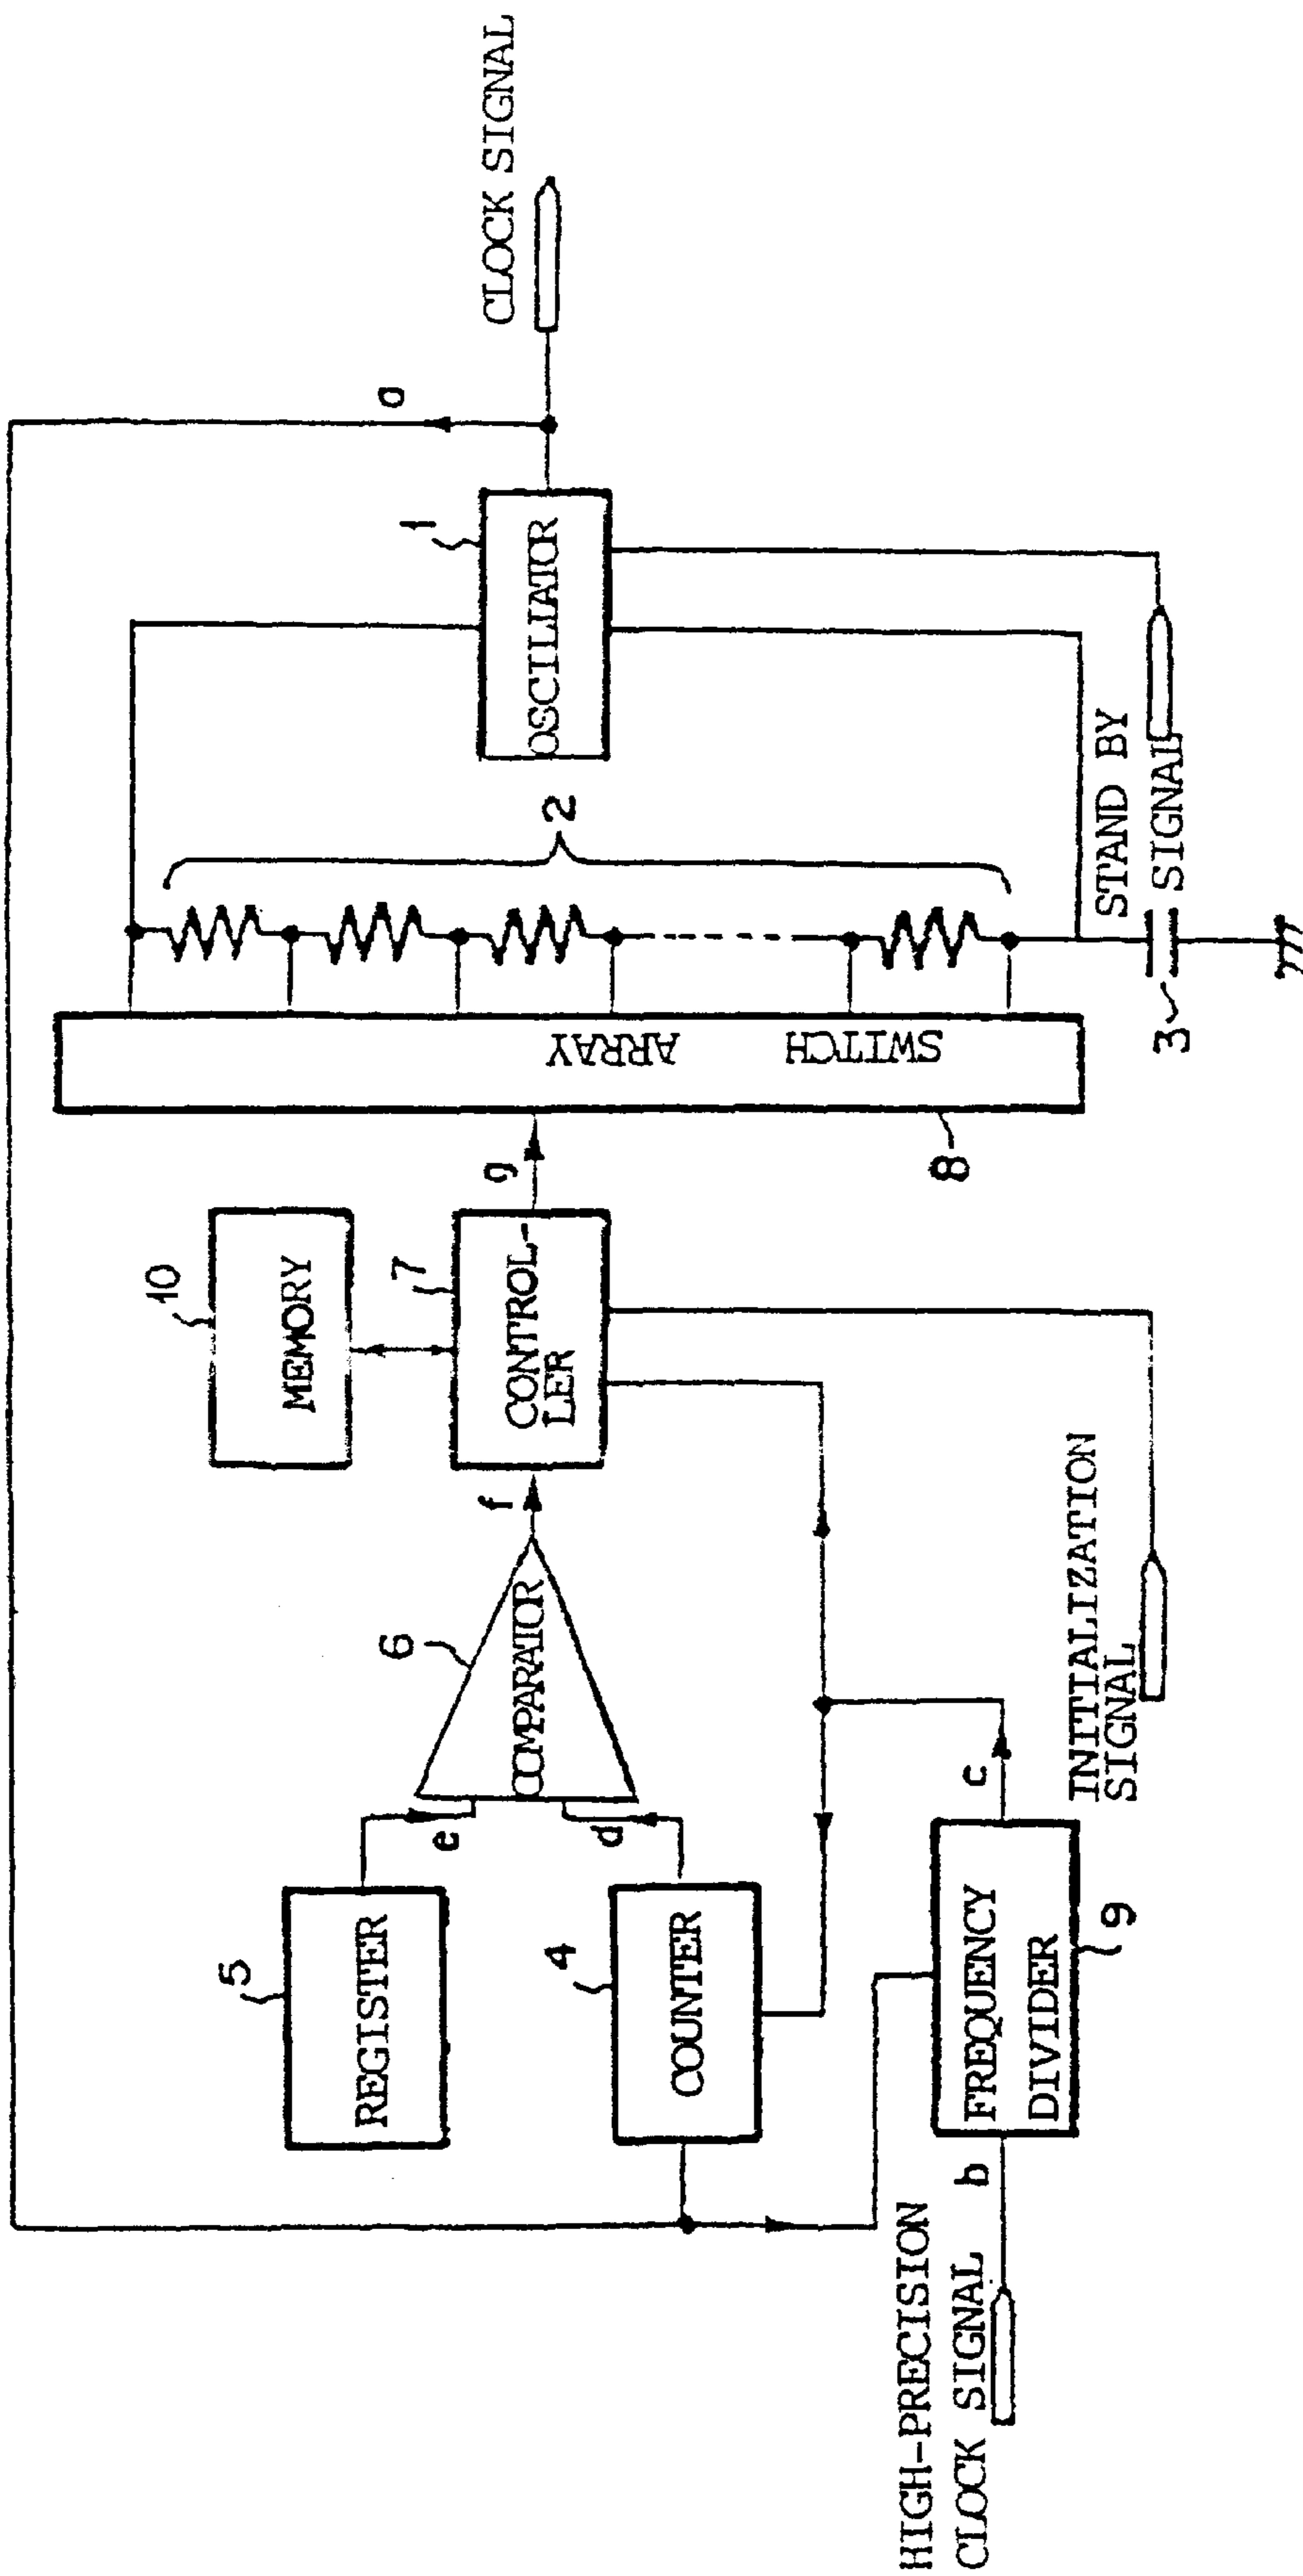 CLOCK SIGNAL
a
1
OSCILIATOR
2
STAND BY
SIGNAL
3
SWITCH
ARRAY
8
g
10
MEMORY
7
CONTROL-
LER
f
6
COMPARATOR
e
d
5
REGISTER
4
COUNTER
c
INITIALIZATION
SIGNAL
FREQUENCY
DIVIDER
9
b
HIGH-PRECISION
CLOCK SIGNAL